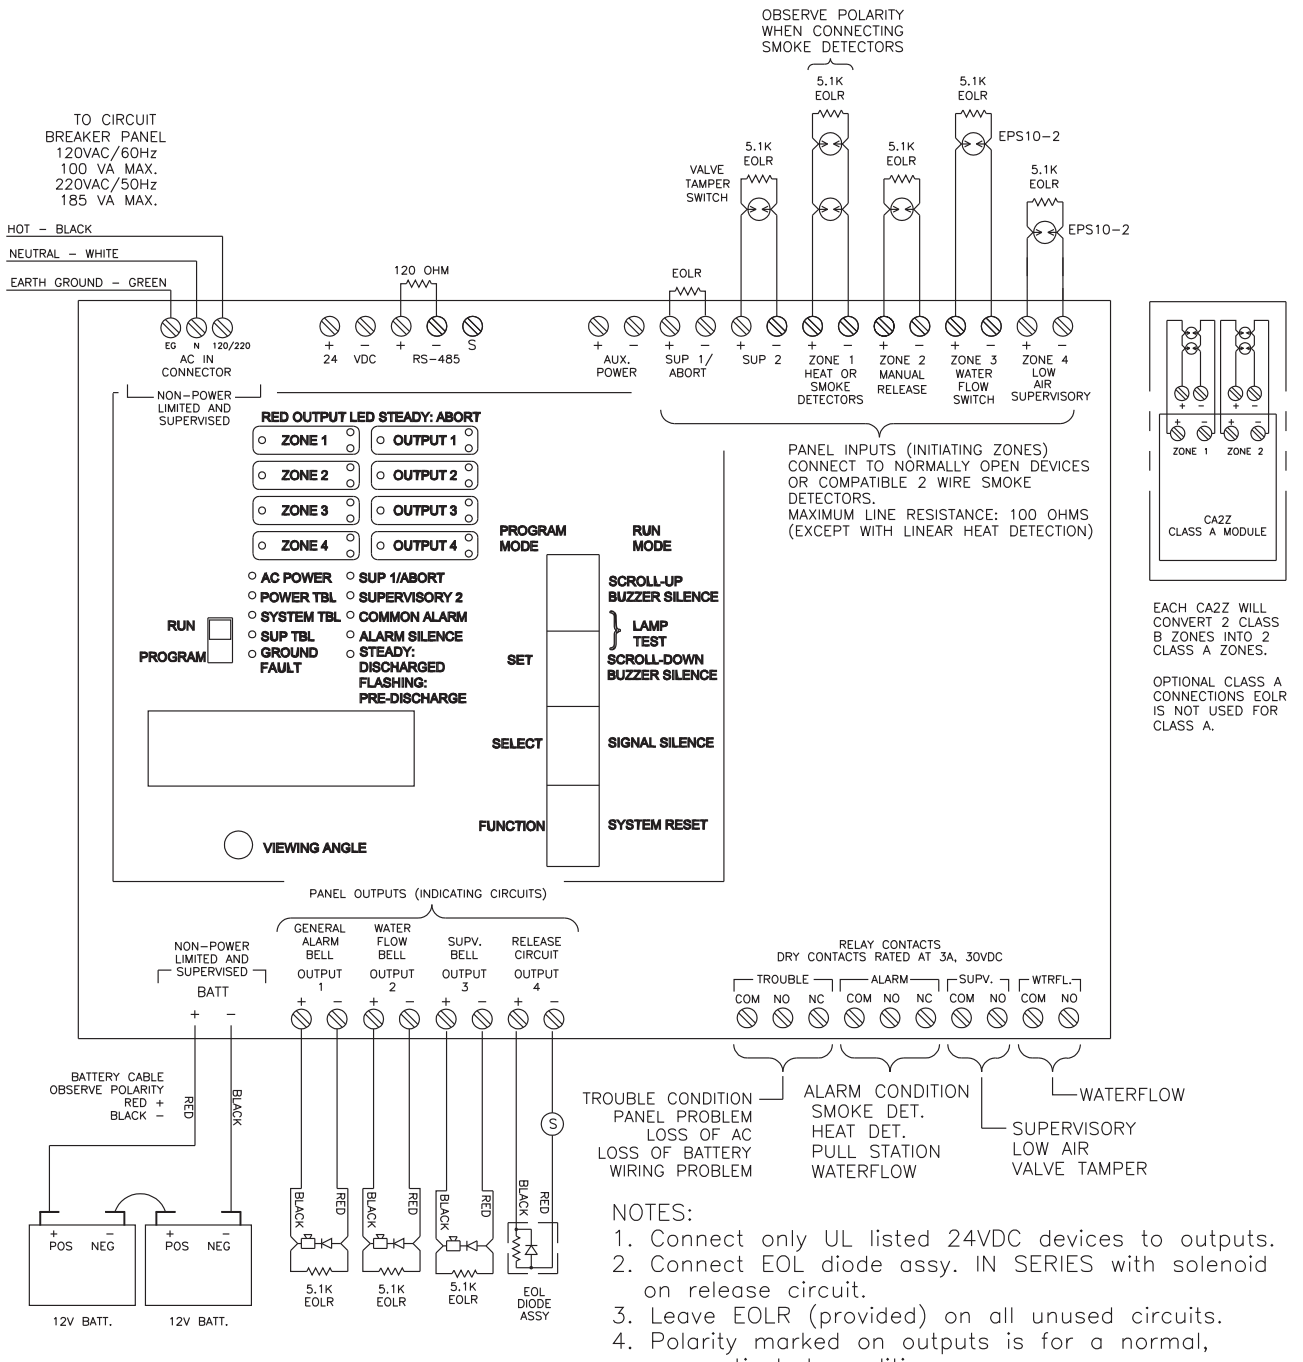 OBSERVE POLARITY
WHEN CONNECTING
SMOKE DETECTORS
5.1K
EOLR
5.1K
EOLR
EPS10-2
TO CIRCUIT
BREAKER PANEL
120VAC/60Hz
100 VA MAX.
220VAC/50Hz
185 VA MAX.
5.1K
EOLR
5.1K
EOLR
VALVE
TAMPER
SWITCH
5.1K
EOLR
EPS10-2
HOT - BLACK
NEUTRAL - WHITE
EARTH GROUND - GREEN
120 OHM
EOLR
EG N 120/220
AC IN
CONNECTOR
NON-POWER
LIMITED AND
SUPERVISED
+ -
24 VDC
+ - S
RS-485
+ -
AUX.
POWER
+ -
SUP 1/
ABORT
+ -
SUP 2
+ -
ZONE 1
HEAT OR
SMOKE
DETECTORS
+ -
ZONE 2
MANUAL
RELEASE
+ -
ZONE 3
WATER
FLOW
SWITCH
+ -
ZONE 4
LOW
AIR
SUPERVISORY
PANEL INPUTS (INITIATING ZONES)
CONNECT TO NORMALLY OPEN DEVICES
OR COMPATIBLE 2 WIRE SMOKE
DETECTORS.
MAXIMUM LINE RESISTANCE: 100 OHMS
(EXCEPT WITH LINEAR HEAT DETECTION)
+ - + -
+ - + -
ZONE 1 ZONE 2
CA2Z
CLASS A MODULE
EACH CA2Z WILL
CONVERT 2 CLASS
B ZONES INTO 2
CLASS A ZONES.
OPTIONAL CLASS A
CONNECTIONS EOLR
IS NOT USED FOR
CLASS A.
RED OUTPUT LED STEADY: ABORT
ZONE 1 OUTPUT 1
ZONE 2 OUTPUT 2
ZONE 3 OUTPUT 3
ZONE 4 OUTPUT 4
AC POWER SUP 1/ABORT
POWER TBL SUPERVISORY 2
SYSTEM TBL COMMON ALARM
SUP TBL ALARM SILENCE
GROUND
FAULT
STEADY:
DISCHARGED
FLASHING:
PRE-DISCHARGE
RUN
PROGRAM
PROGRAM
MODE
RUN
MODE
SCROLL-UP
BUZZER SILENCE
LAMP
TEST
SET
SCROLL-DOWN
BUZZER SILENCE
SELECT
SIGNAL SILENCE
FUNCTION
SYSTEM RESET
VIEWING ANGLE
PANEL OUTPUTS (INDICATING CIRCUITS)
NON-POWER
LIMITED AND
SUPERVISED
BATT
+ -
GENERAL
ALARM
BELL
OUTPUT
1
+ -
WATER
FLOW
BELL
OUTPUT
2
+ -
SUPV.
BELL
OUTPUT
3
+ -
RELEASE
CIRCUIT
OUTPUT
4
+ -
RELAY CONTACTS
DRY CONTACTS RATED AT 3A, 30VDC
TROUBLE ALARM SUPV. WTRFL.
COM NO NC COM NO NC COM NO COM NO
BATTERY CABLE
OBSERVE POLARITY
RED +
BLACK -
RED
BLACK
S
TROUBLE CONDITION
PANEL PROBLEM
LOSS OF AC
LOSS OF BATTERY
WIRING PROBLEM
ALARM CONDITION
SMOKE DET.
HEAT DET.
PULL STATION
WATERFLOW
SUPERVISORY
LOW AIR
VALVE TAMPER
WATERFLOW
BLACK RED BLACK RED BLACK RED BLACK RED
+ - + -
POS NEG POS NEG
12V BATT. 12V BATT.
5.1K
EOLR
5.1K
EOLR
5.1K
EOLR
EOL
DIODE
ASSY
NOTES:
1. Connect only UL listed 24VDC devices to outputs.
2. Connect EOL diode assy. IN SERIES with solenoid
on release circuit.
3. Leave EOLR (provided) on all unused circuits.
4. Polarity marked on outputs is for a normal,